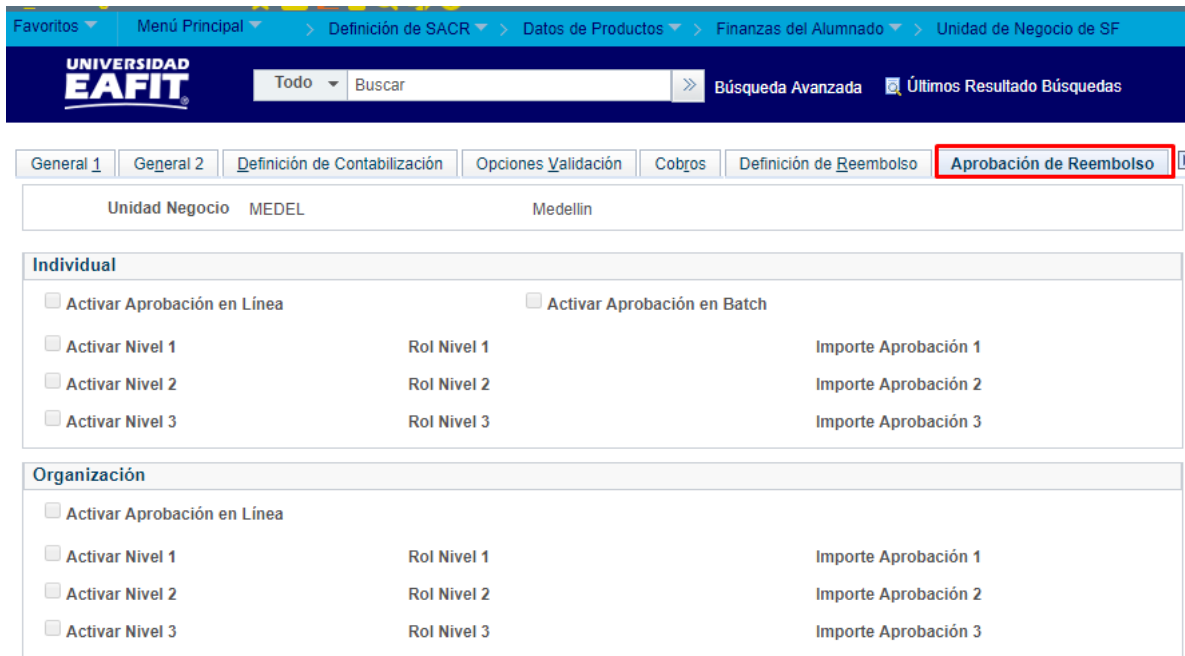 Favoritos Menú Principal > Definición de SACR > Datos de Productos > Finanzas del Alumnado > Unidad de Negocio de SF
UNIVERSIDAD
EAFIT®
Todo Buscar » Búsqueda Avanzada Últimos Resultado Búsquedas
General 1 General 2 Definición de Contabilización Opciones Validación Cobros Definición de Reembolso Aprobación de Reembolso
Unidad Negocio MEDEL Medellin
Individual
Activar Aprobación en Línea Activar Aprobación en Batch
Activar Nivel 1 Rol Nivel 1 Importe Aprobación 1
Activar Nivel 2 Rol Nivel 2 Importe Aprobación 2
Activar Nivel 3 Rol Nivel 3 Importe Aprobación 3
Organización
Activar Aprobación en Línea
Activar Nivel 1 Rol Nivel 1 Importe Aprobación 1
Activar Nivel 2 Rol Nivel 2 Importe Aprobación 2
Activar Nivel 3 Rol Nivel 3 Importe Aprobación 3